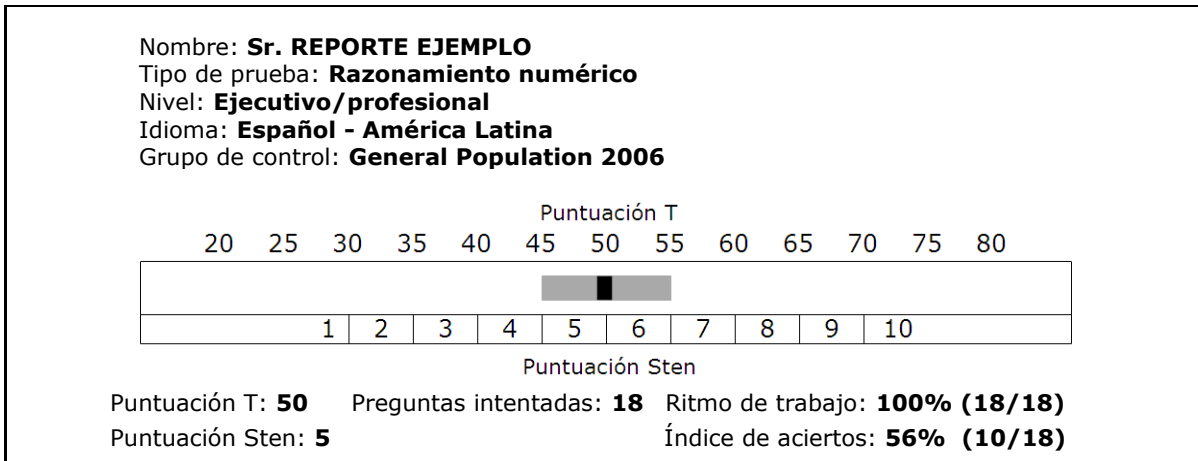 Nombre: Sr. REPORTE EJEMPLO
Tipo de prueba: Razonamiento numérico
Nivel: Ejecutivo/profesional
Idioma: Español - América Latina
Grupo de control: General Population 2006
Puntuación T
20 25 30 35 40 45 50 55 60 65 70 75 80
1 2 3 4 5 6 7 8 9 10
Puntuación Sten
Puntuación T: 50 Preguntas intentadas: 18 Ritmo de trabajo: 100% (18/18)
Puntuación Sten: 5 Índice de aciertos: 56% (10/18)